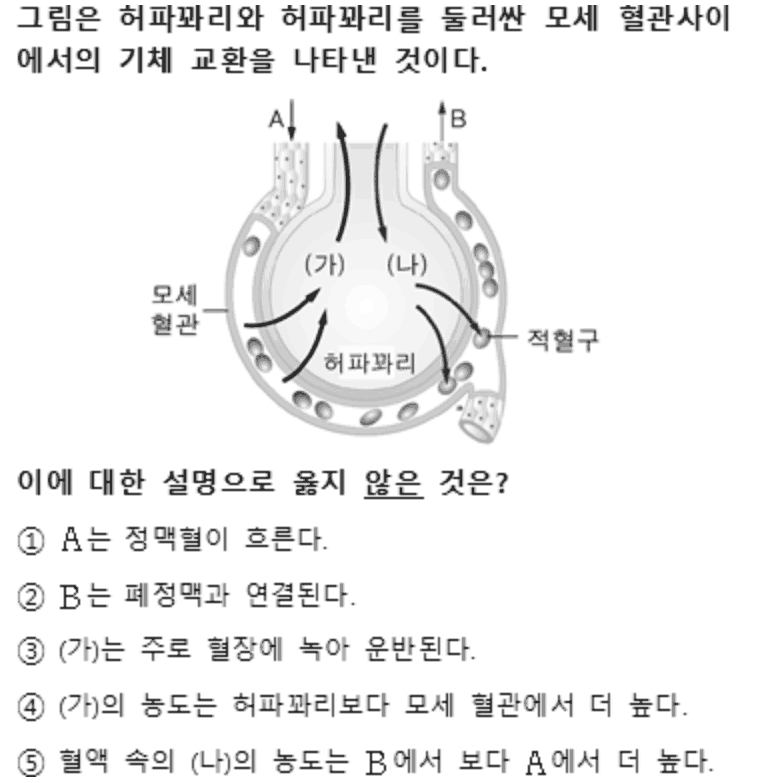 그림은 허파꽈리와 허파꽈리를 둘러싼 모세 혈관사이
에서의 기체 교환을 나타낸 것이다.
A
B
(가) (나)
모세
혈관
적혈구
허파꽈리
이에 대한 설명으로 옳지 않은 것은?
① A는 정맥혈이 흐른다.
② B는 폐정맥과 연결된다.
③ (가)는 주로 혈장에 녹아 운반된다.
④ (가)의 농도는 허파꽈리보다 모세 혈관에서 더 높다.
⑤ 혈액 속의 (나)의 농도는 B에서 보다 A에서 더 높다.